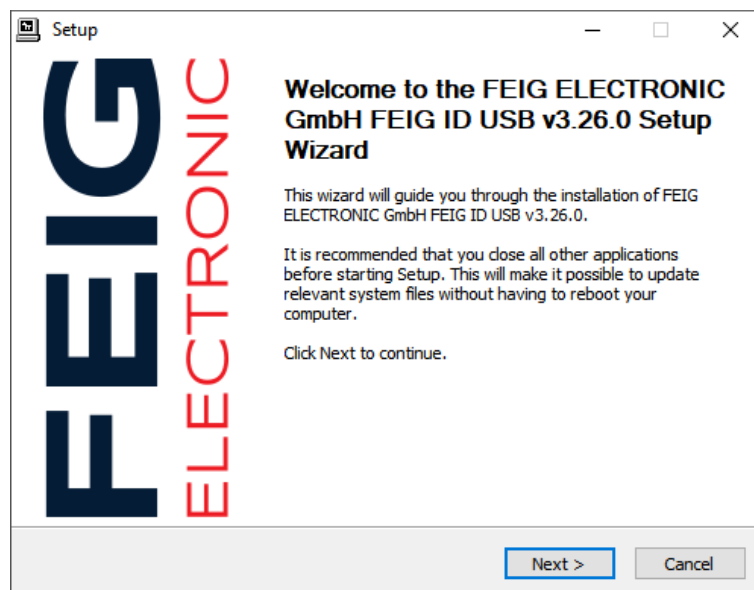 Setup
FEIG
ELECTRONIC
Welcome to the FEIG ELECTRONIC
GmbH FEIG ID USB v3.26.0 Setup
Wizard
This wizard will guide you through the installation of FEIG
ELECTRONIC GmbH FEIG ID USB v3.26.0.
It is recommended that you close all other applications
before starting Setup. This will make it possible to update
relevant system files without having to reboot your
computer.
Click Next to continue.
Next >
Cancel